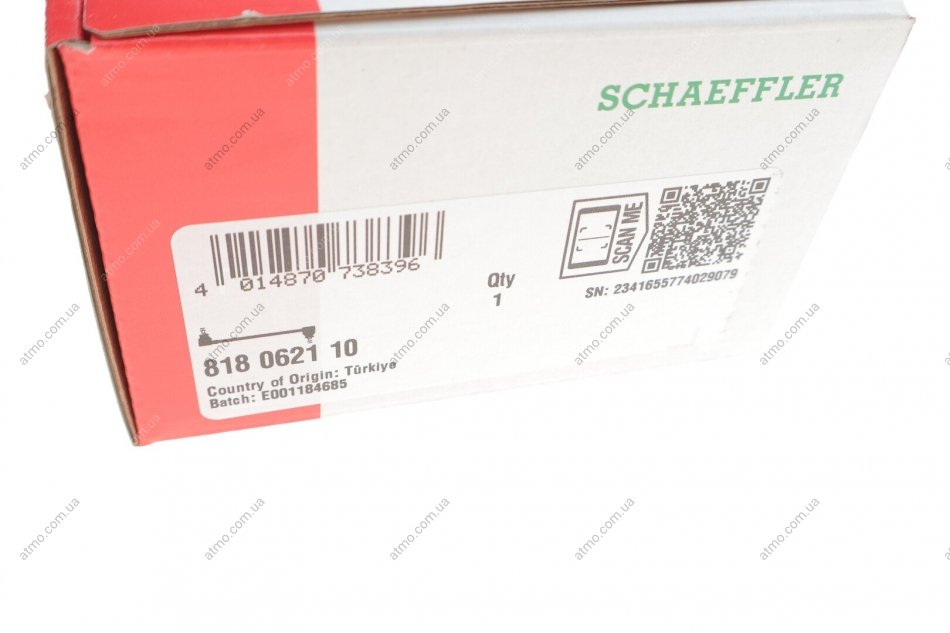 SCHAEFFLER
4 014870 738396
Qty
1
SCAN ME
SN: 2341655774029079
818 0621 10
Country of Origin: Türkiye
Batch: E001184685
atmo.com.ua